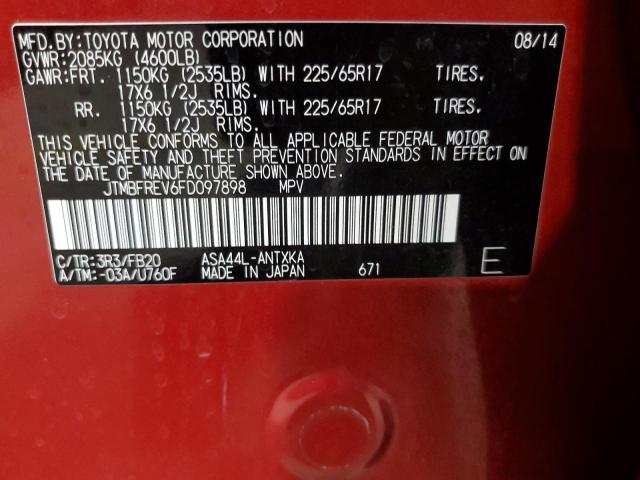 MFD.BY:TOYOTA MOTOR CORPORATION 08/14
GVWR:2085KG (4600LB)
GAWR:FRT. 1150KG (2535LB) WITH 225/65R17 TIRES.
17X6 1/2J RIMS.
RR. 1150KG (2535LB) WITH 225/65R17 TIRES.
17X6 1/2J RIMS.
THIS VEHICLE CONFORMS TO ALL APPLICABLE FEDERAL MOTOR
VEHICLE SAFETY AND THEFT PREVENTION STANDARDS IN EFFECT ON
THE DATE OF MANUFACTURE SHOWN ABOVE.
JTMBFREV6FD097898 MPV
C/TR:3R3/FB20 ASA44L-ANTXKA
A/TM:-03A/U760F MADE IN JAPAN 671 E